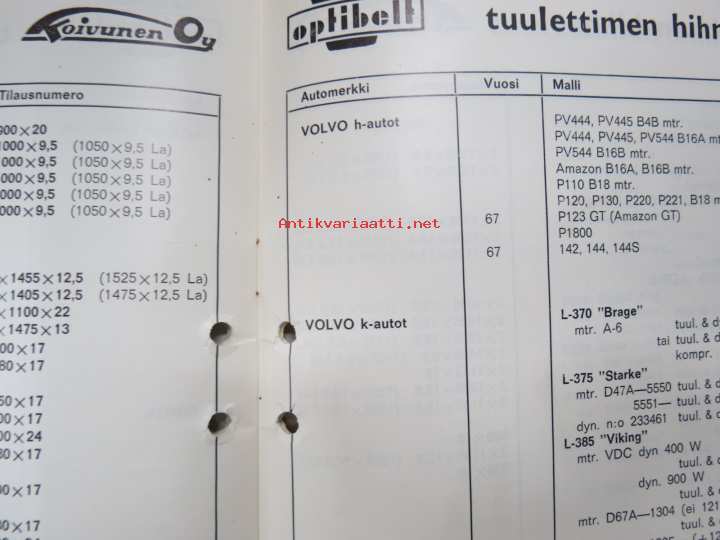 Koivunen Oy
Tilausnumero
900×20
1000×9,5 (1050×9,5 La)
1000×9,5 (1050×9,5 La)
000×9,5 (1050×9,5 La)
000×9,5 (1050×9,5 La)
000×9,5 (1050×9,5 La)
×1455×12,5 (1525×12,5 La)
×1405×12,5 (1475×12,5 La)
×1100×22
×1475×13
00×17
80×17
50×17
00×17
00×24
80×17
00×17
80×17
optibelt
tuulettimen hihn
Automerkki Vuosi Malli
VOLVO h-autot
PV444, PV445 B4B mtr.
PV444, PV445, PV544 B16A mtr
PV544 B16B mtr.
Amazon B16A, B16B mtr.
P110 B18 mtr.
P120, P130, P220, P221, B18 m
67 P123 GT (Amazon GT)
P1800
67 142, 144, 144S
Antikvariaatti.net
VOLVO k-autot
L-370 "Brage"
mtr. A-6 tuul. & d
tai tuul. & d
kompr.
L-375 "Starke"
mtr. D47A—5550 tuul. & d
5551— tuul. & d
dyn. n:o 233461 tuul. & d
L-385 "Viking"
mtr. VDC dyn 400 W
tuul. & d
dyn. 900 W
tuul. & d
mtr. D67A—1304 (ei 121
tuul. & d